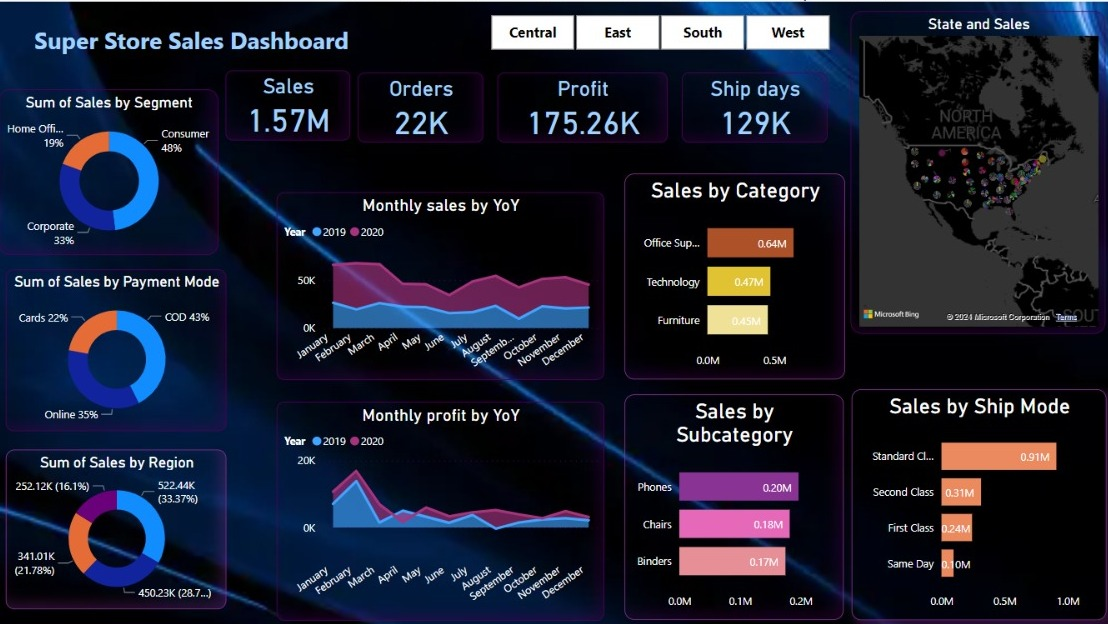 Super Store Sales Dashboard
Central
East
South
West
State and Sales
NORTH
AMERICA
Microsoft Bing
© 2024 Microsoft Corporation
Terms
Sales
1.57M
Orders
22K
Profit
175.26K
Ship days
129K
Sum of Sales by Segment
Home Offi...
19%
Consumer
48%
Corporate
33%
Sum of Sales by Payment Mode
Cards 22%
COD 43%
Online 35%
Sum of Sales by Region
252.12K (16.1%)
522.44K
(33.37%)
341.01K
(21.78%)
450.23K (28.7...)
Monthly sales by YoY
Year 2019 2020
50K
0K
January
February
March
April
May
June
July
August
Septemb...
October
November
December
Monthly profit by YoY
Year 2019 2020
20K
0K
January
February
March
April
May
June
July
August
September
October
November
December
Sales by Category
Office Sup...
0.64M
Technology
0.47M
Furniture
0.45M
0.0M
0.5M
Sales by
Subcategory
Phones
0.20M
Chairs
0.18M
Binders
0.17M
0.0M
0.1M
0.2M
Sales by Ship Mode
Standard Cl...
0.91M
Second Class
0.31M
First Class
0.24M
Same Day
0.10M
0.0M
0.5M
1.0M